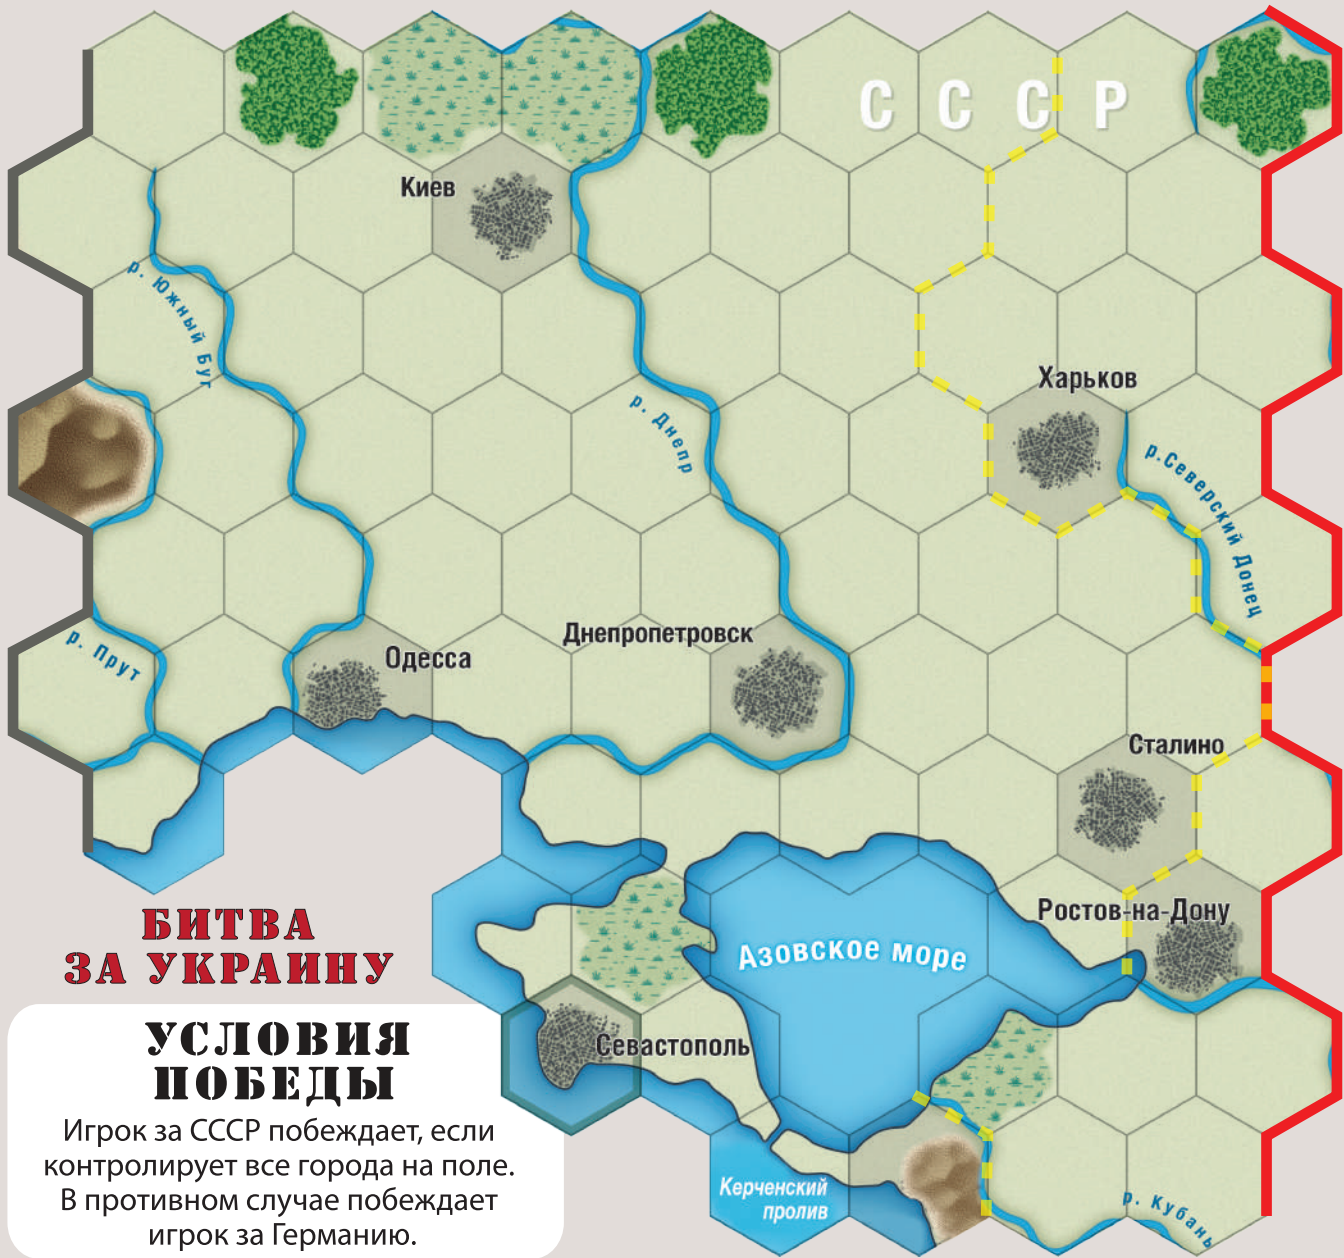 С С С Р
Киев
р. Южный Буг
Харьков
р. Днепр
р.Северский Донец
Днепропетровск
р. Прут
Одесса
Сталино
БИТВА
ЗА УКРАИНУ
Ростов-на-Дону
Азовское море
УСЛОВИЯ
ПОБЕДЫ
Севастополь
Игрок за СССР побеждает, если
контролирует все города на поле.
В противном случае побеждает
игрок за Германию.
Керченский
пролив
р. Кубань